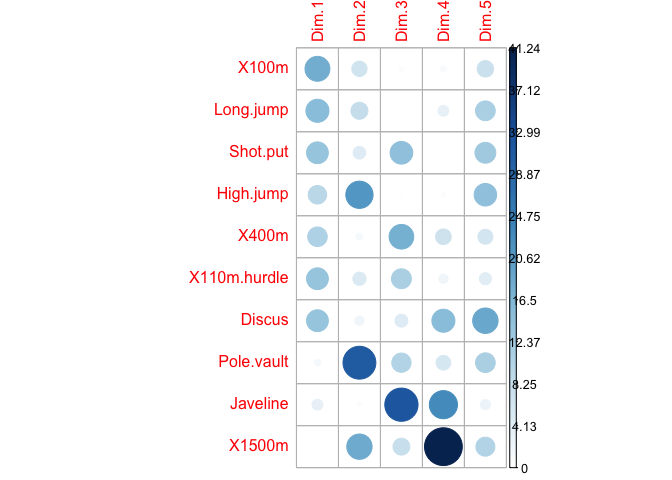 Dim.1 Dim.2 Dim.3 Dim.4 Dim.5
X100m
Long.jump
Shot.put
High.jump
X400m
X110m.hurdle
Discus
Pole.vault
Javeline
X1500m
41.24
37.12
32.99
28.87
24.75
20.62
16.5
12.37
8.25
4.13
0